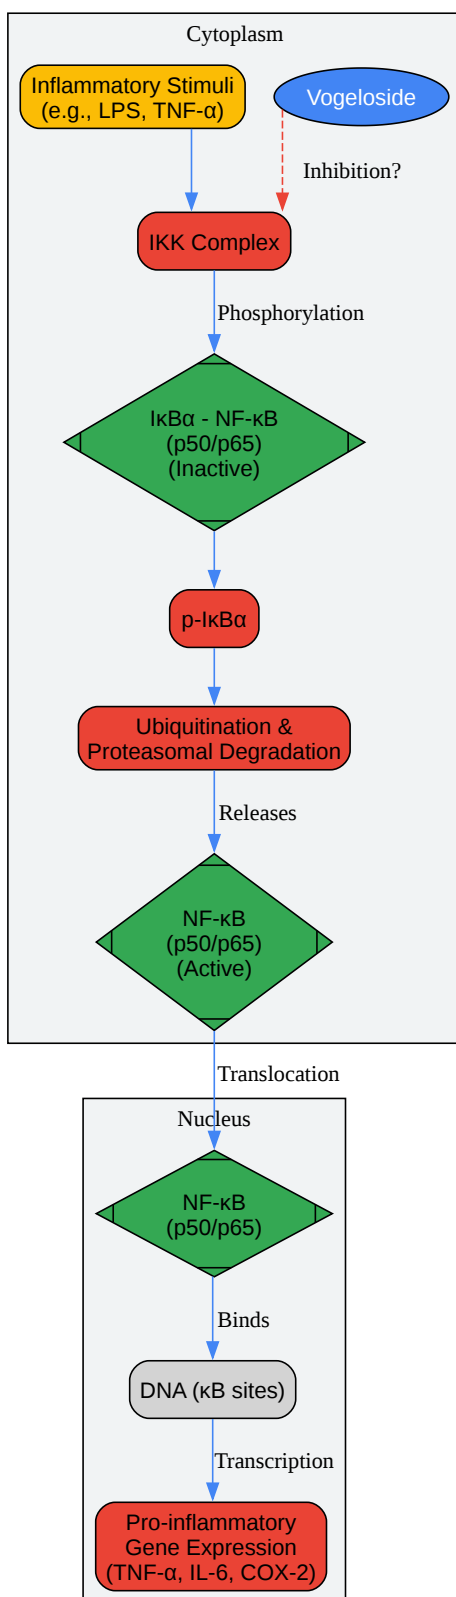 Cytoplasm
Inflammatory Stimuli
(e.g., LPS, TNF-α)
Vogeloside
Inhibition?
IKK Complex
Phosphorylation
IκBα - NF-κB
(p50/p65)
(Inactive)
p-IκBα
Ubiquitination &
Proteasomal Degradation
Releases
NF-κB
(p50/p65)
(Active)
Translocation
Nucleus
NF-κB
(p50/p65)
Binds
DNA (κB sites)
Transcription
Pro-inflammatory
Gene Expression
(TNF-α, IL-6, COX-2)